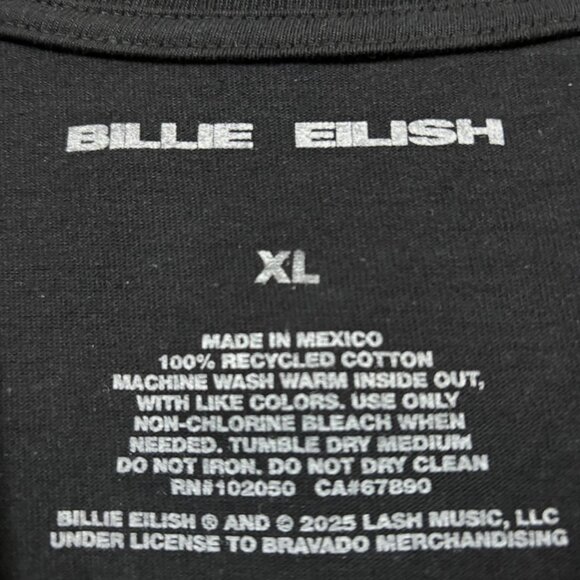 BILLIE EILISH
XL
MADE IN MEXICO
100% RECYCLED COTTON
MACHINE WASH WARM INSIDE OUT,
WITH LIKE COLORS. USE ONLY
NON-CHLORINE BLEACH WHEN
NEEDED. TUMBLE DRY MEDIUM
DO NOT IRON. DO NOT DRY CLEAN
RN#102050 CA#67890
BILLIE EILISH ® AND © 2025 LASH MUSIC, LLC
UNDER LICENSE TO BRAVADO MERCHANDISING